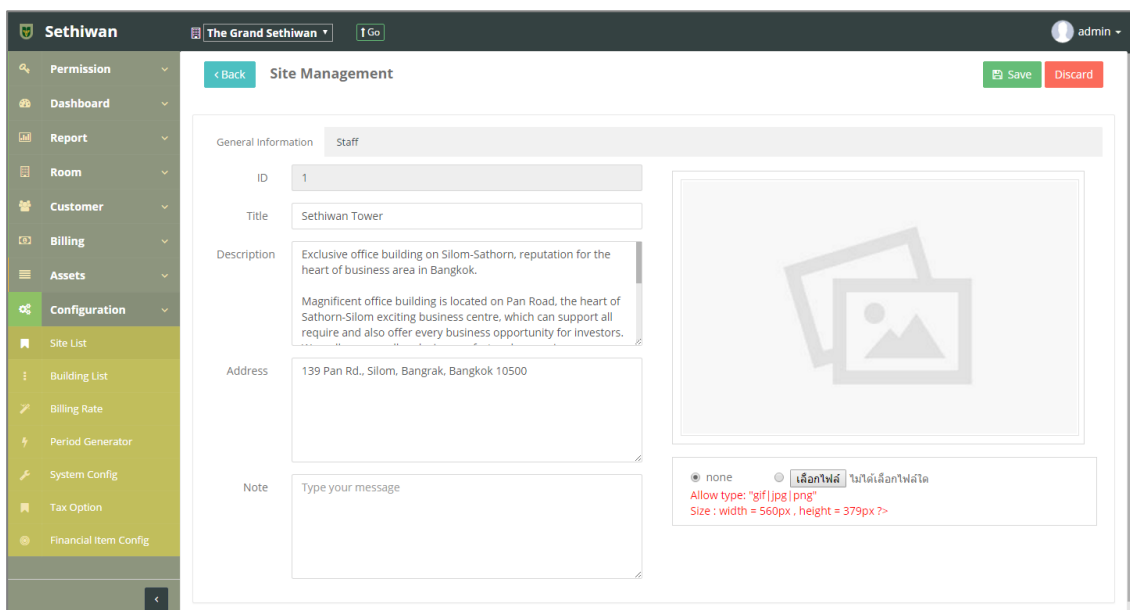 Sethiwan
The Grand Sethiwan
Go
admin
Permission
Dashboard
Report
Room
Customer
Billing
Assets
Configuration
Site List
Building List
Billing Rate
Period Generator
System Config
Tax Option
Financial Item Config
Back
Site Management
Save
Discard
General Information
Staff
ID
1
Title
Sethiwan Tower
Description
Exclusive office building on Silom-Sathorn, reputation for the
heart of business area in Bangkok.
Magnificent office building is located on Pan Road, the heart of
Sathorn-Silom exciting business centre, which can support all
require and also offer every business opportunity for investors.
Address
139 Pan Rd., Silom, Bangrak, Bangkok 10500
Note
Type your message
none
เลือกไฟล์ ไม่ได้เลือกไฟล์ใด
Allow type: "gif|jpg|png"
Size : width = 560px , height = 379px ?>